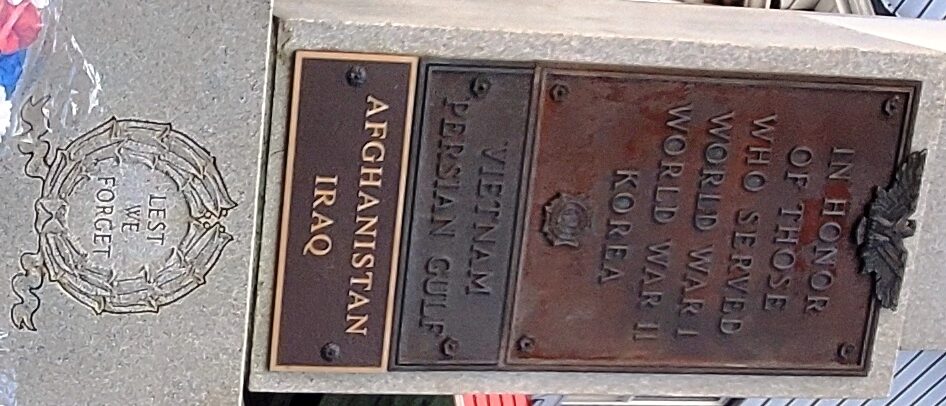 IN HONOR
OF THOSE
WHO SERVED
WORLD WAR I
WORLD WAR II
KOREA
VIETNAM
PERSIAN GULF
AFGHANISTAN
IRAQ
LEST
WE
FORGET